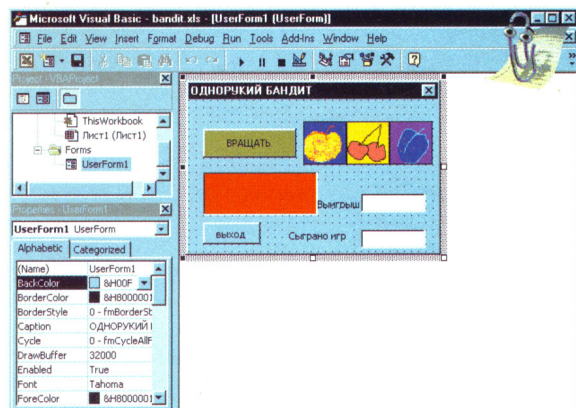 Microsoft Visual Basic - bandit.xls - [UserForm1 (UserForm)]
File Edit View Insert Format Debug Run Tools Add-Ins Window Help
Project - VBAProject
ThisWorkbook
Лист1 (Лист1)
Forms
UserForm1
Properties - UserForm1
UserForm1 UserForm
Alphabetic Categorized
(Name) UserForm1
BackColor &H00F
BorderColor &H8000001
BorderStyle 0 - fmBorderSt
Caption ОДНОРУКИЙ
Cycle 0 - fmCycleAllF
DrawBuffer 32000
Enabled True
Font Tahoma
ForeColor &H8000001
ОДНОРУКИЙ БАНДИТ
ВРАЩАТЬ
Выигрыш
ВЫХОД
Сыграно игр